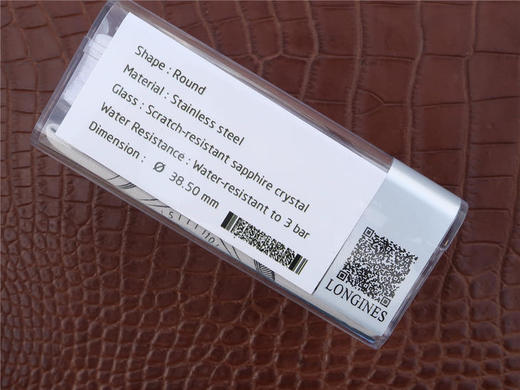 Shape : Round
Material : Stainless steel
Glass : Scratch-resistant sapphire crystal
Water Resistance : Water-resistant to 3 bar
Dimension : Ø 38.50 mm
LONGINES